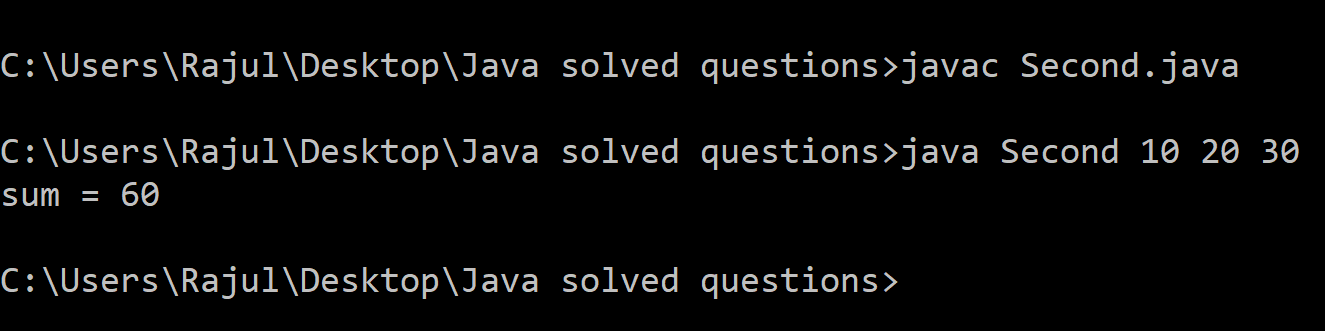 C:\Users\Rajul\Desktop\Java solved questions>javac Second.java
C:\Users\Rajul\Desktop\Java solved questions>java Second 10 20 30
sum = 60
C:\Users\Rajul\Desktop\Java solved questions>